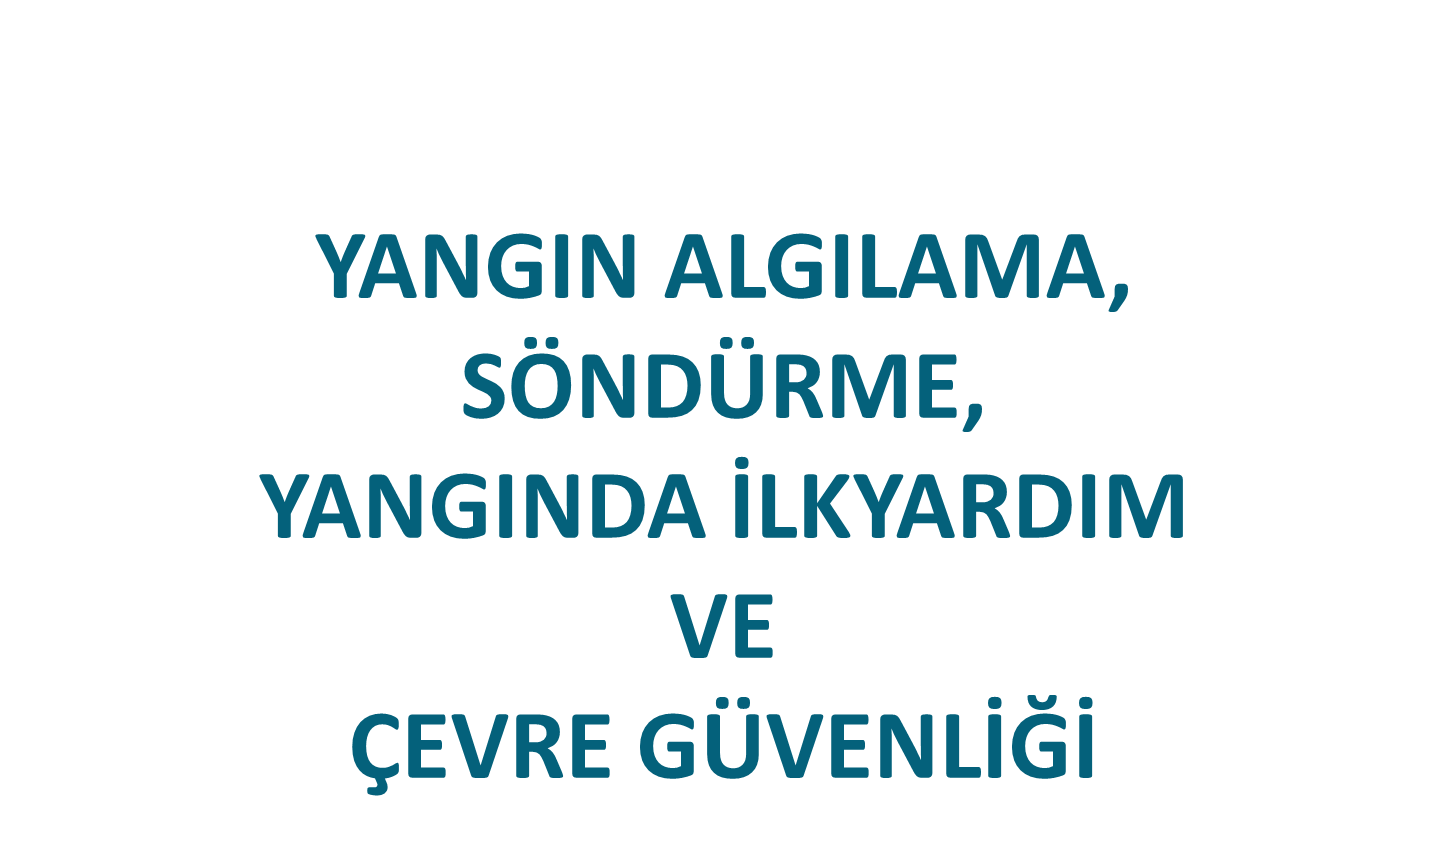 YANGIN ALGILAMA,
SÖNDÜRME,
YANGINDA İLKYARDIM
VE
ÇEVRE GÜVENLİĞİ